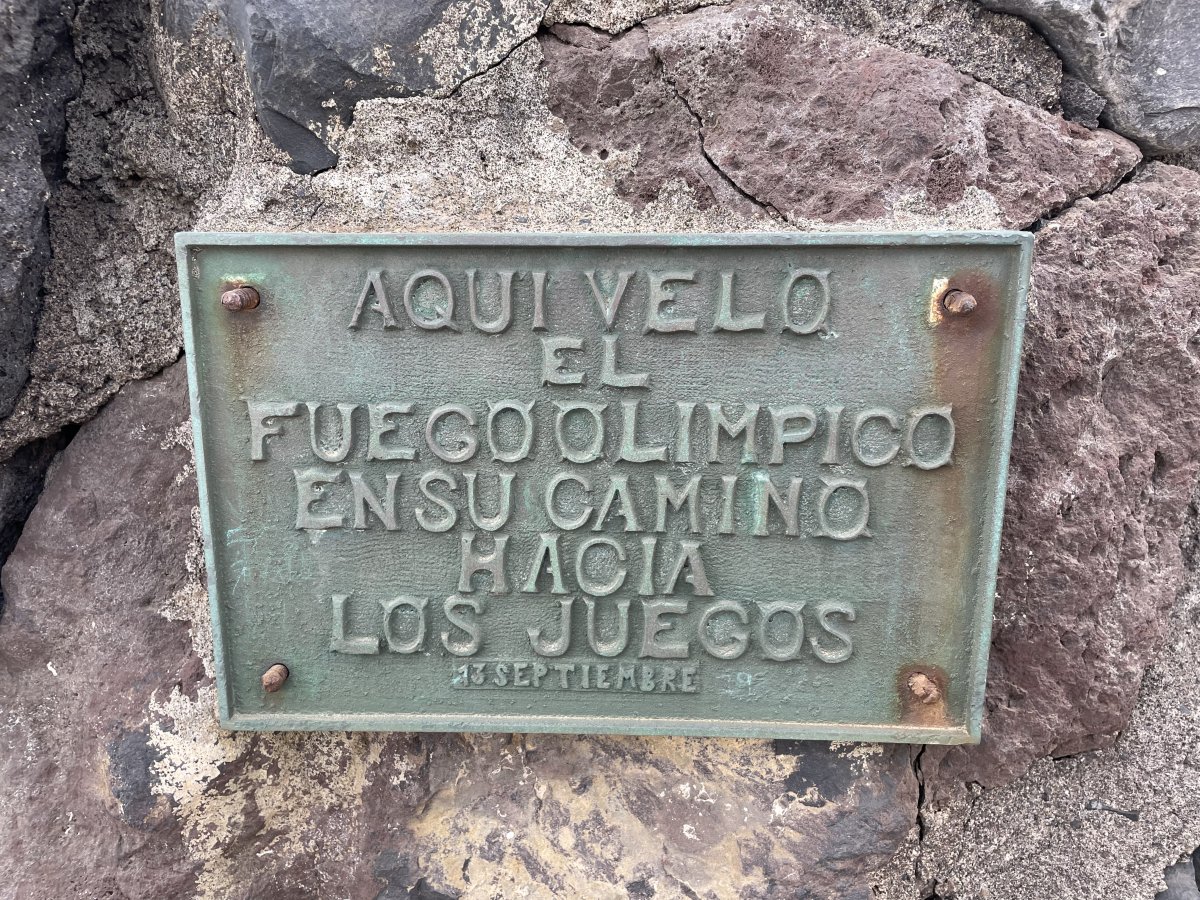 AQUI VELO
EL
FUEGO OLIMPICO
EN SU CAMINO
HACIA
LOS JUEGOS
13 SEPTIEMBRE